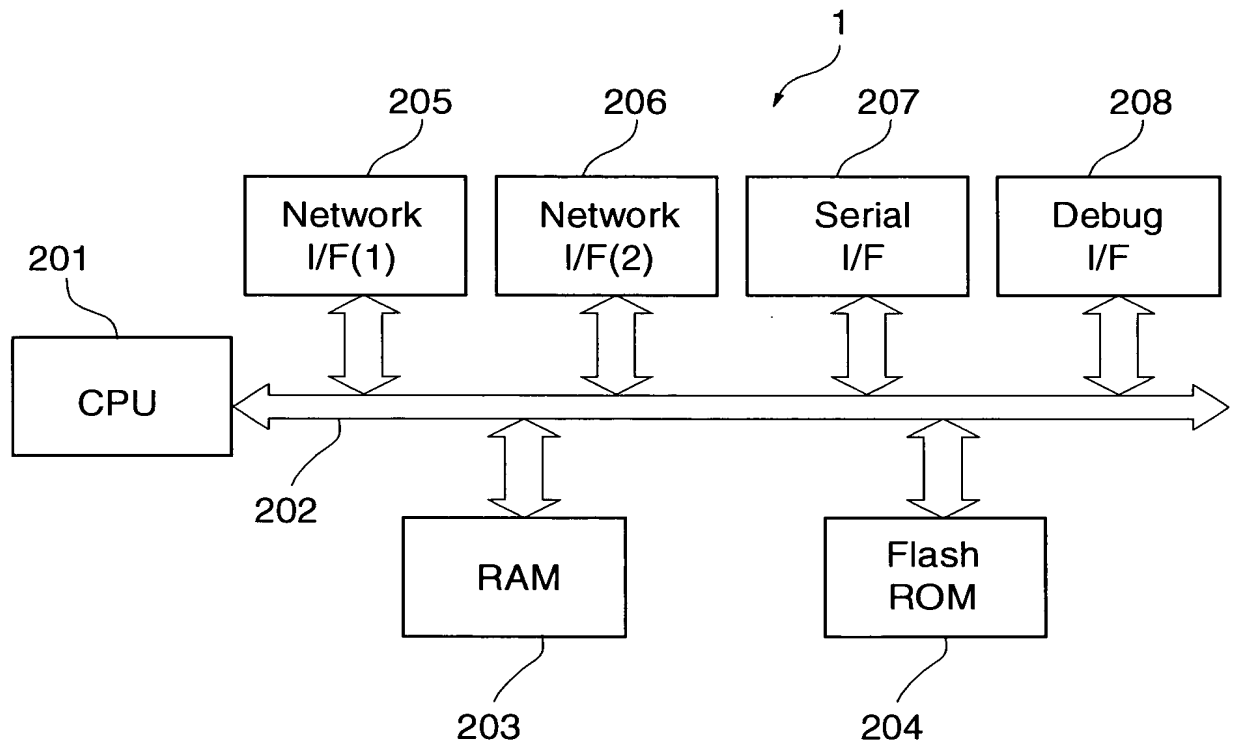 1
205
206
207
208
Network
I/F(1)
Network
I/F(2)
Serial
I/F
Debug
I/F
201
CPU
202
RAM
Flash
ROM
203
204